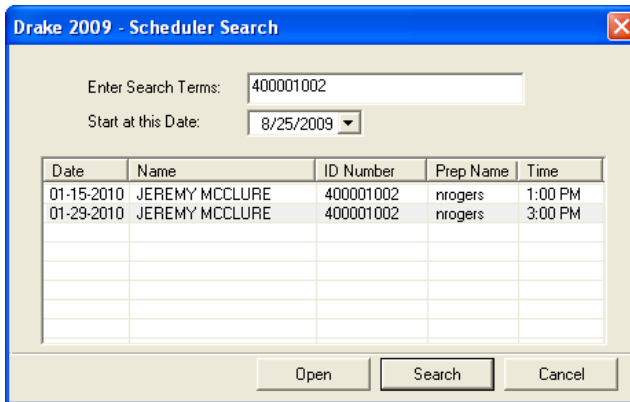 Drake 2009 - Scheduler Search
Enter Search Terms: 400001002
Start at this Date: 8/25/2009
Date Name ID Number Prep Name Time
01-15-2010 JEREMY MCCLURE 400001002 nrogers 1:00 PM
01-29-2010 JEREMY MCCLURE 400001002 nrogers 3:00 PM
Open Search Cancel